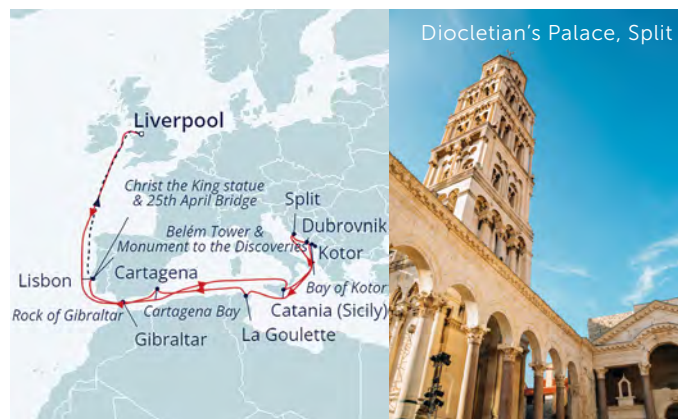 Diocletian's Palace, Split
Liverpool
Christ the King statue
& 25th April Bridge
Split
Belém Tower &
Monument to the Discoveries
Dubrovnik
Kotor
Lisbon
Cartagena
Bay of Kotor
Rock of Gibraltar
Cartagena Bay
Catania (Sicily)
Gibraltar
La Goulette